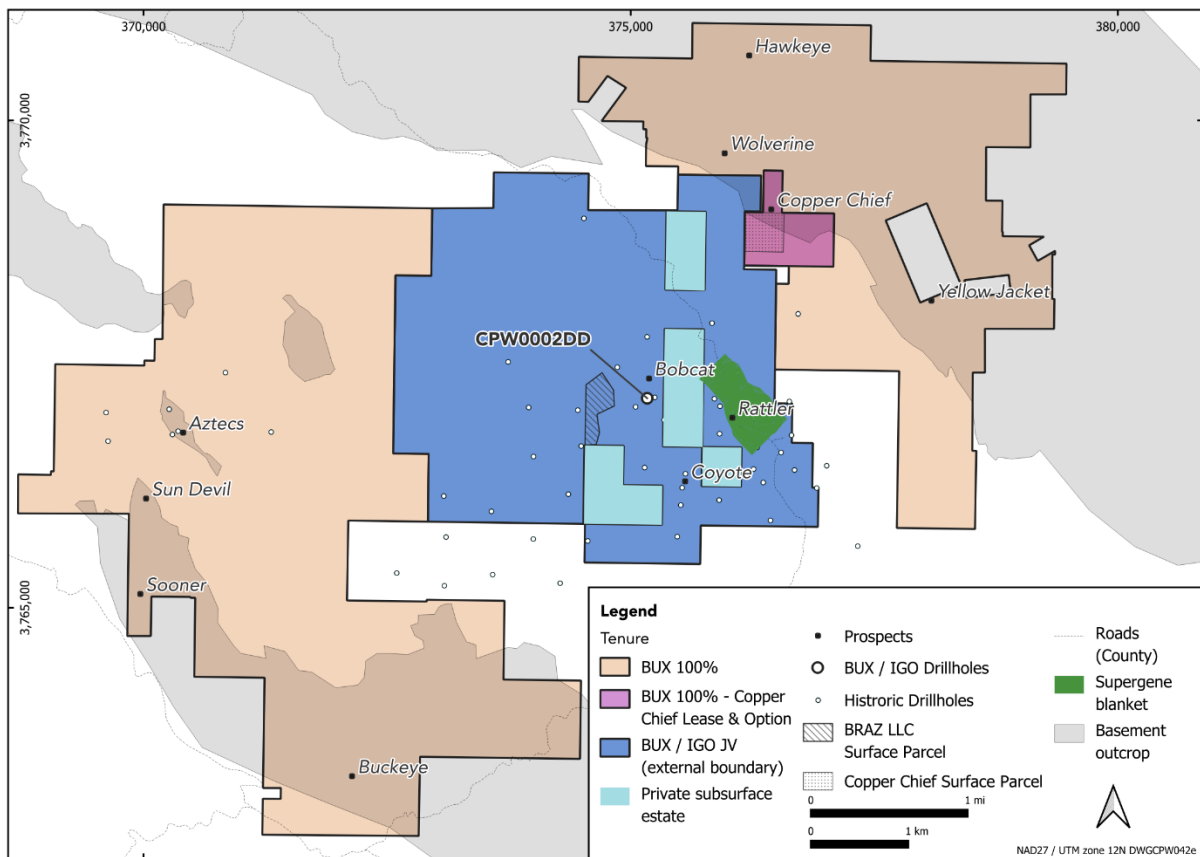 370,000
375,000
380,000
Hawkeye
3,770,000
Wolverine
Copper Chief
Yellow Jacket
CPW0002DD
Bobcat
Rattler
Aztecs
Coyote
Sun Devil
Sooner
3,765,000
Buckeye
Legend
Tenure
BUX 100%
BUX 100% - Copper
Chief Lease & Option
BUX / IGO JV
(external boundary)
Private subsurface
estate
Prospects
BUX / IGO Drillholes
Histroric Drillholes
BRAZ LLC
Surface Parcel
Copper Chief Surface Parcel
0 1 mi
0 1 km
Roads
(County)
Supergene
blanket
Basement
outcrop
NAD27 / UTM zone 12N DWGCPW042e